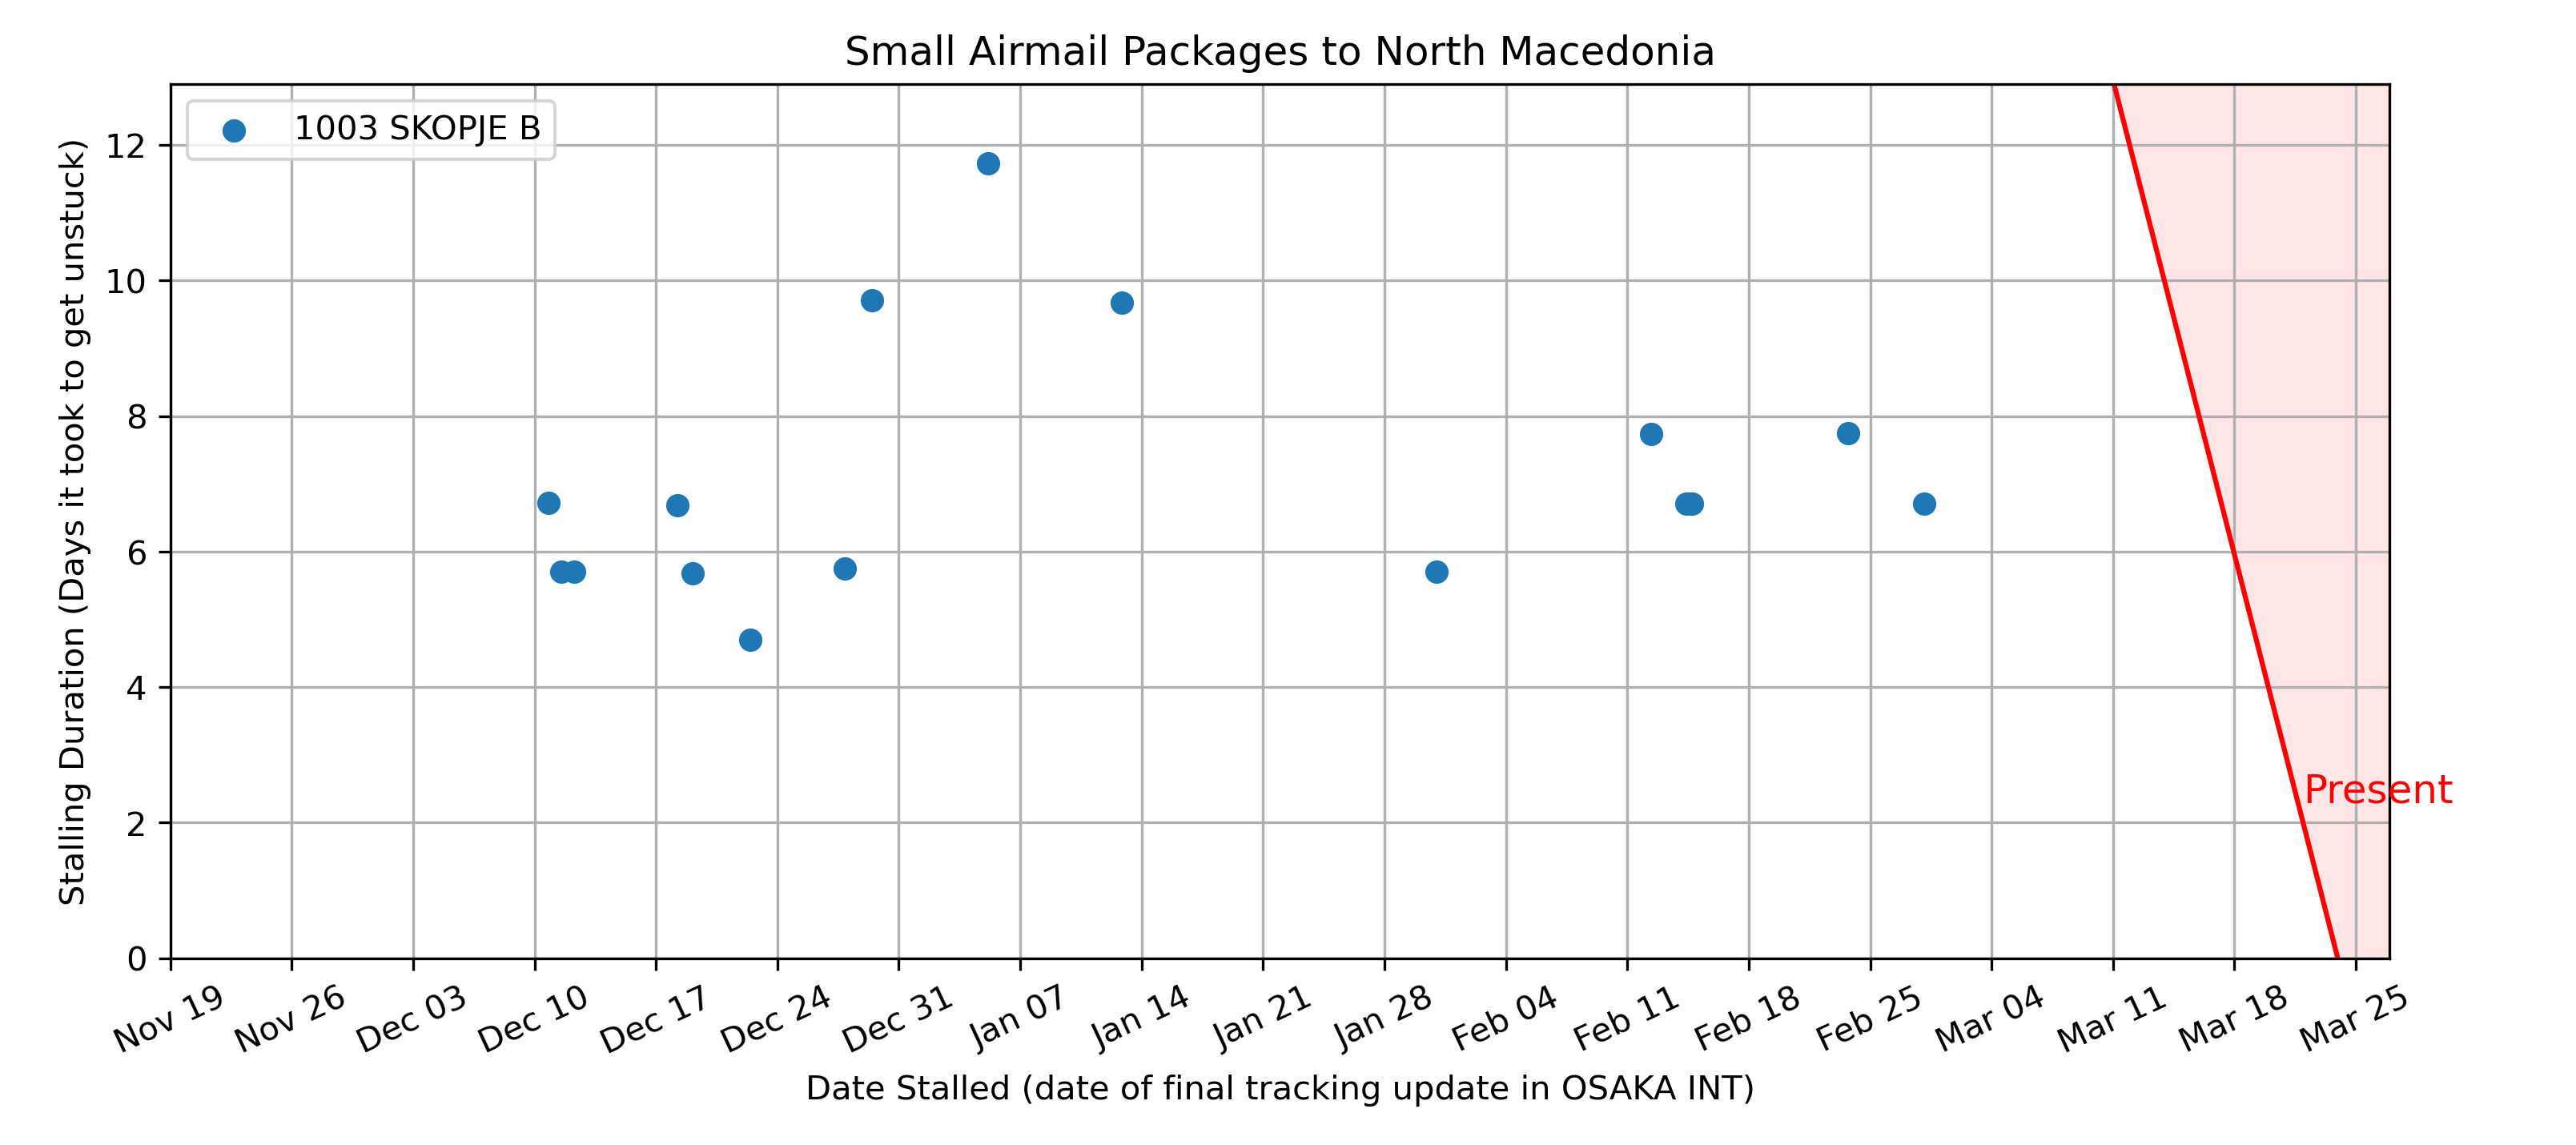 Small Airmail Packages to North Macedonia
1003 SKOPJE B
Stalling Duration (Days it took to get unstuck)
12
10
8
6
4
2
0
Present
Nov 19
Nov 26
Dec 03
Dec 10
Dec 17
Dec 24
Dec 31
Jan 07
Jan 14
Jan 21
Jan 28
Feb 04
Feb 11
Feb 18
Feb 25
Mar 04
Mar 11
Mar 18
Mar 25
Date Stalled (date of final tracking update in OSAKA INT)